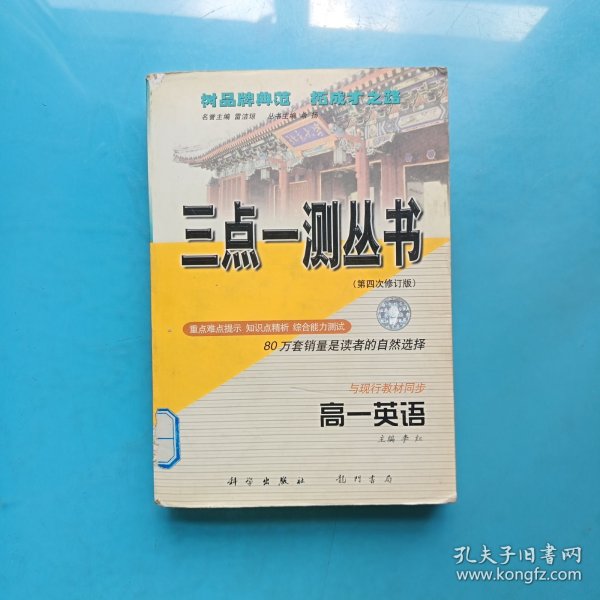 树品牌典范 拓成才之路
名誉主编 雷洁琼 丛书主编 希扬
三点一测丛书
(第四次修订版)
重点难点提示 知识点精析 综合能力测试
80万套销量是读者的自然选择
与现行教材同步
高一英语
主编 李红
科学出版社 龙门书局
孔夫子旧书网
www.kongfz.com